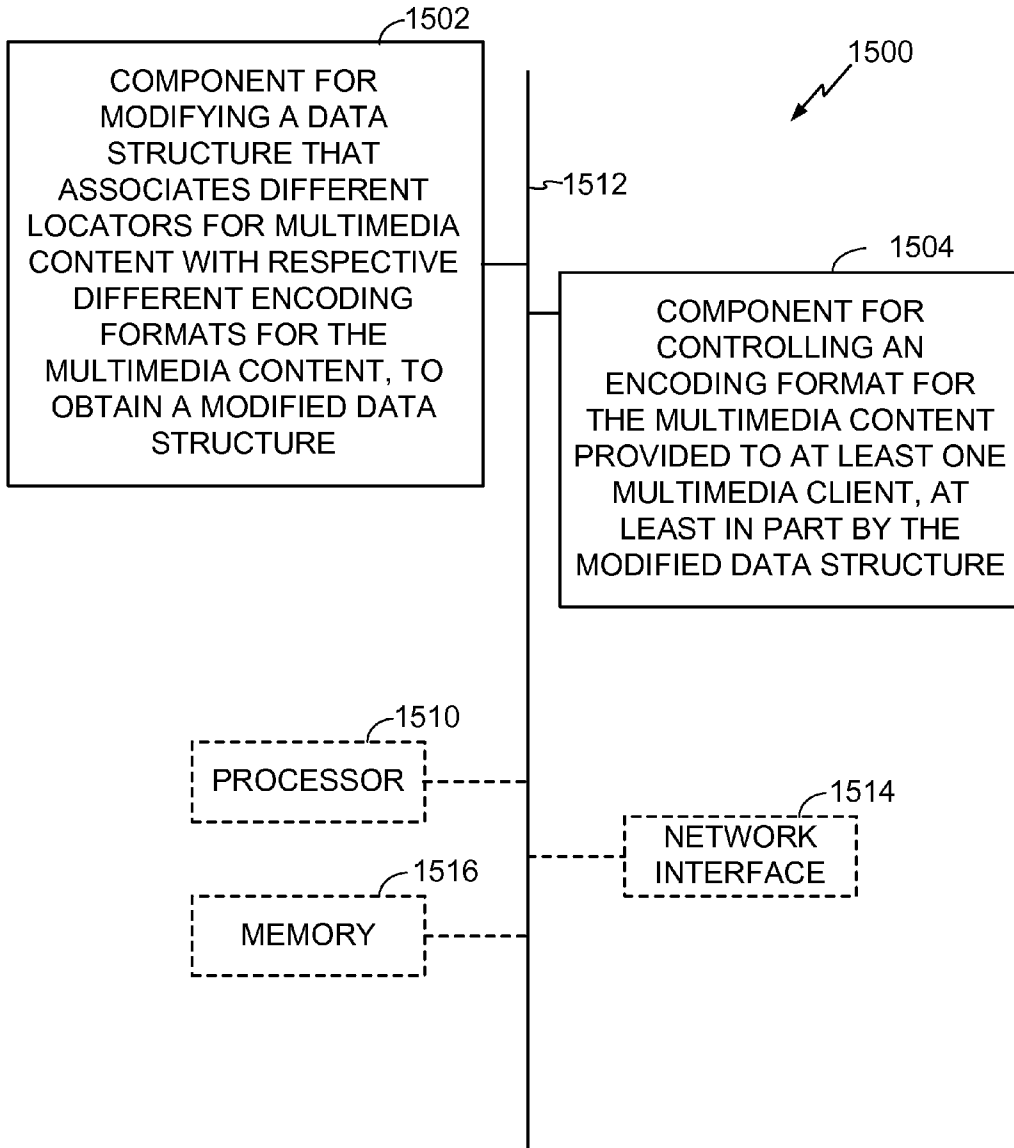 1502
COMPONENT FOR
MODIFYING A DATA
STRUCTURE THAT
ASSOCIATES DIFFERENT
LOCATORS FOR MULTIMEDIA
CONTENT WITH RESPECTIVE
DIFFERENT ENCODING
FORMATS FOR THE
MULTIMEDIA CONTENT, TO
OBTAIN A MODIFIED DATA
STRUCTURE
1500
1512
1504
COMPONENT FOR
CONTROLLING AN
ENCODING FORMAT FOR
THE MULTIMEDIA CONTENT
PROVIDED TO AT LEAST ONE
MULTIMEDIA CLIENT, AT
LEAST IN PART BY THE
MODIFIED DATA STRUCTURE
1510
PROCESSOR
1514
NETWORK
INTERFACE
1516
MEMORY